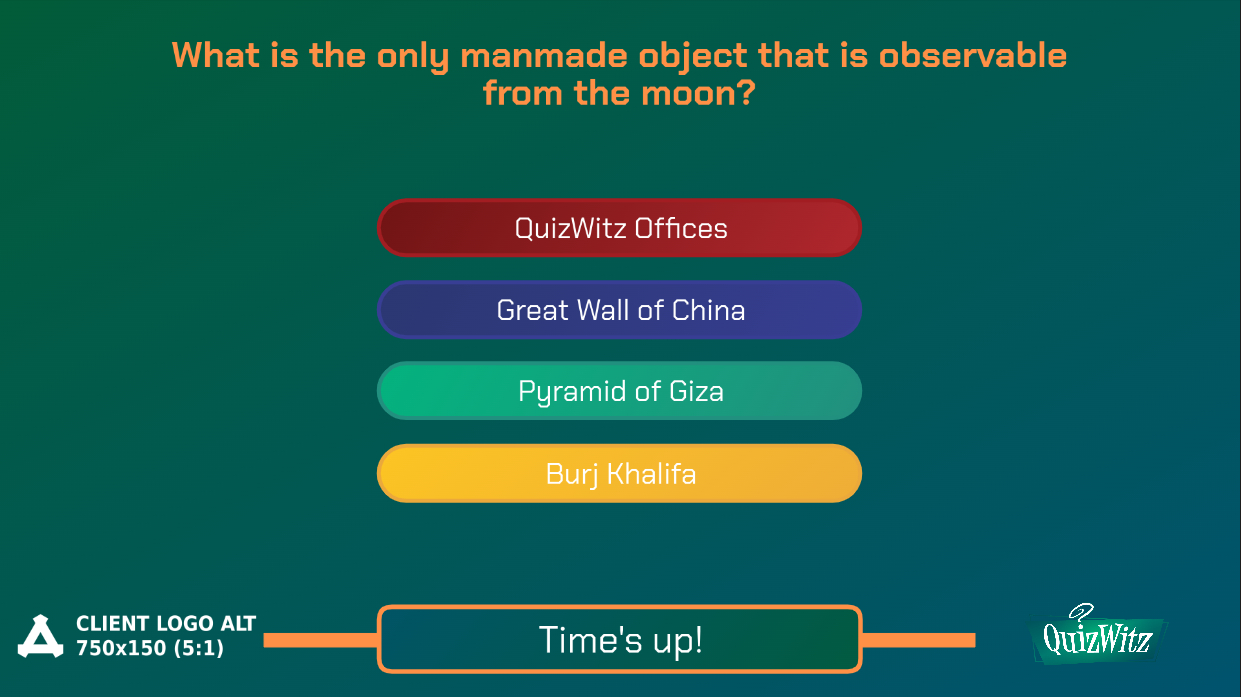 What is the only manmade object that is observable
from the moon?
QuizWitz Offices
Great Wall of China
Pyramid of Giza
Burj Khalifa
CLIENT LOGO ALT
750x150 (5:1)
Time's up!
QuizWitz